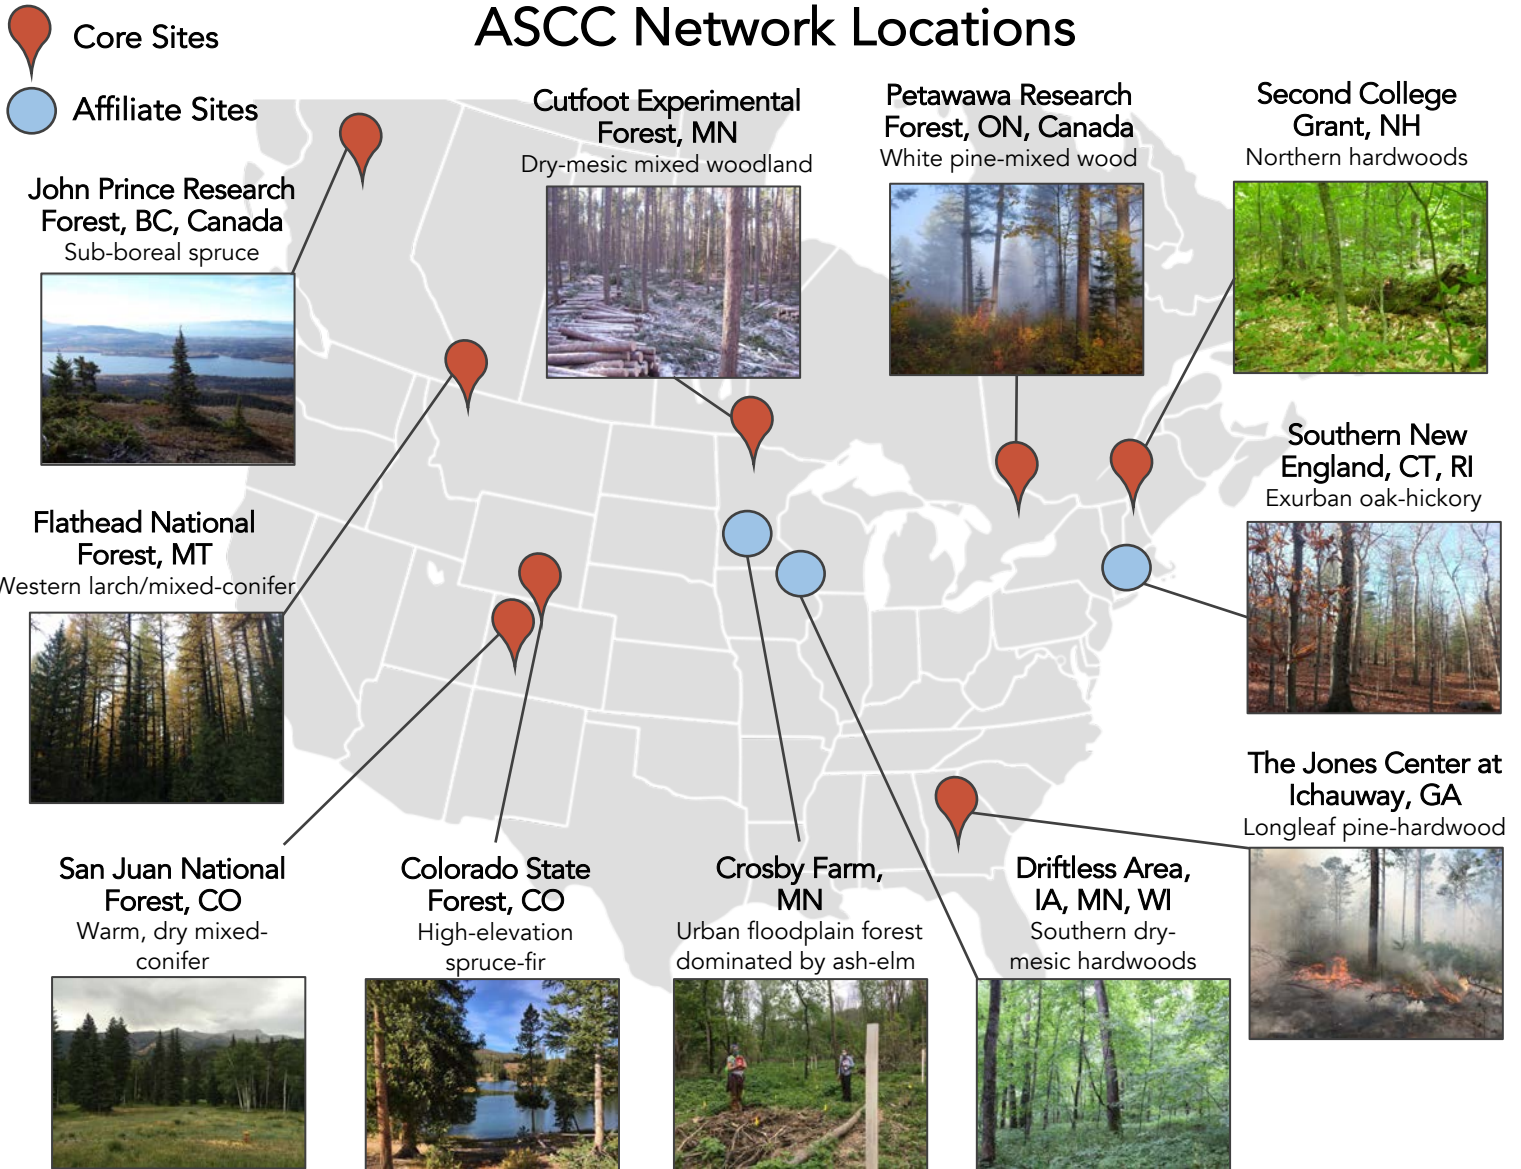 ASCC Network Locations
Core Sites
Affiliate Sites
John Prince Research
Forest, BC, Canada
Sub-boreal spruce
Cutfoot Experimental
Forest, MN
Dry-mesic mixed woodland
Petawawa Research
Forest, ON, Canada
White pine-mixed wood
Second College
Grant, NH
Northern hardwoods
Flathead National
Forest, MT
Western larch/mixed-conifer
Southern New
England, CT, RI
Exurban oak-hickory
The Jones Center at
Ichauway, GA
Longleaf pine-hardwood
San Juan National
Forest, CO
Warm, dry mixed-
conifer
Colorado State
Forest, CO
High-elevation
spruce-fir
Crosby Farm,
MN
Urban floodplain forest
dominated by ash-elm
Driftless Area,
IA, MN, WI
Southern dry-
mesic hardwoods